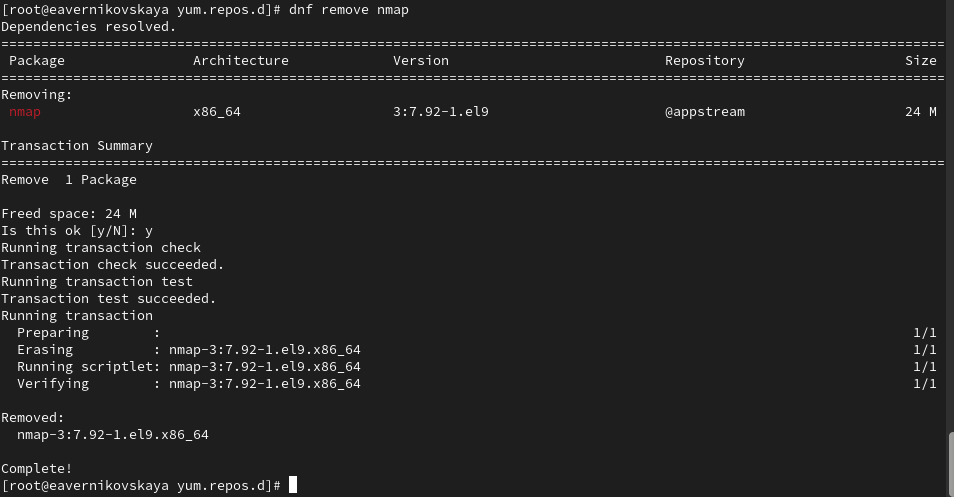 [root@eavernikovskaya yum.repos.d]# dnf remove nmap
Dependencies resolved.
================================================================================
 Package                Architecture             Version                           Repository                    Size
================================================================================
Removing:
 nmap                   x86_64                   3:7.92-1.el9                      @appstream                    24 M

Transaction Summary
================================================================================
Remove  1 Package

Freed space: 24 M
Is this ok [y/N]: y
Running transaction check
Transaction check succeeded.
Running transaction test
Transaction test succeeded.
Running transaction
  Preparing        :                                                                                              1/1
  Erasing          : nmap-3:7.92-1.el9.x86_64                                                                     1/1
  Running scriptlet: nmap-3:7.92-1.el9.x86_64                                                                     1/1
  Verifying        : nmap-3:7.92-1.el9.x86_64                                                                     1/1

Removed:
  nmap-3:7.92-1.el9.x86_64

Complete!
[root@eavernikovskaya yum.repos.d]#